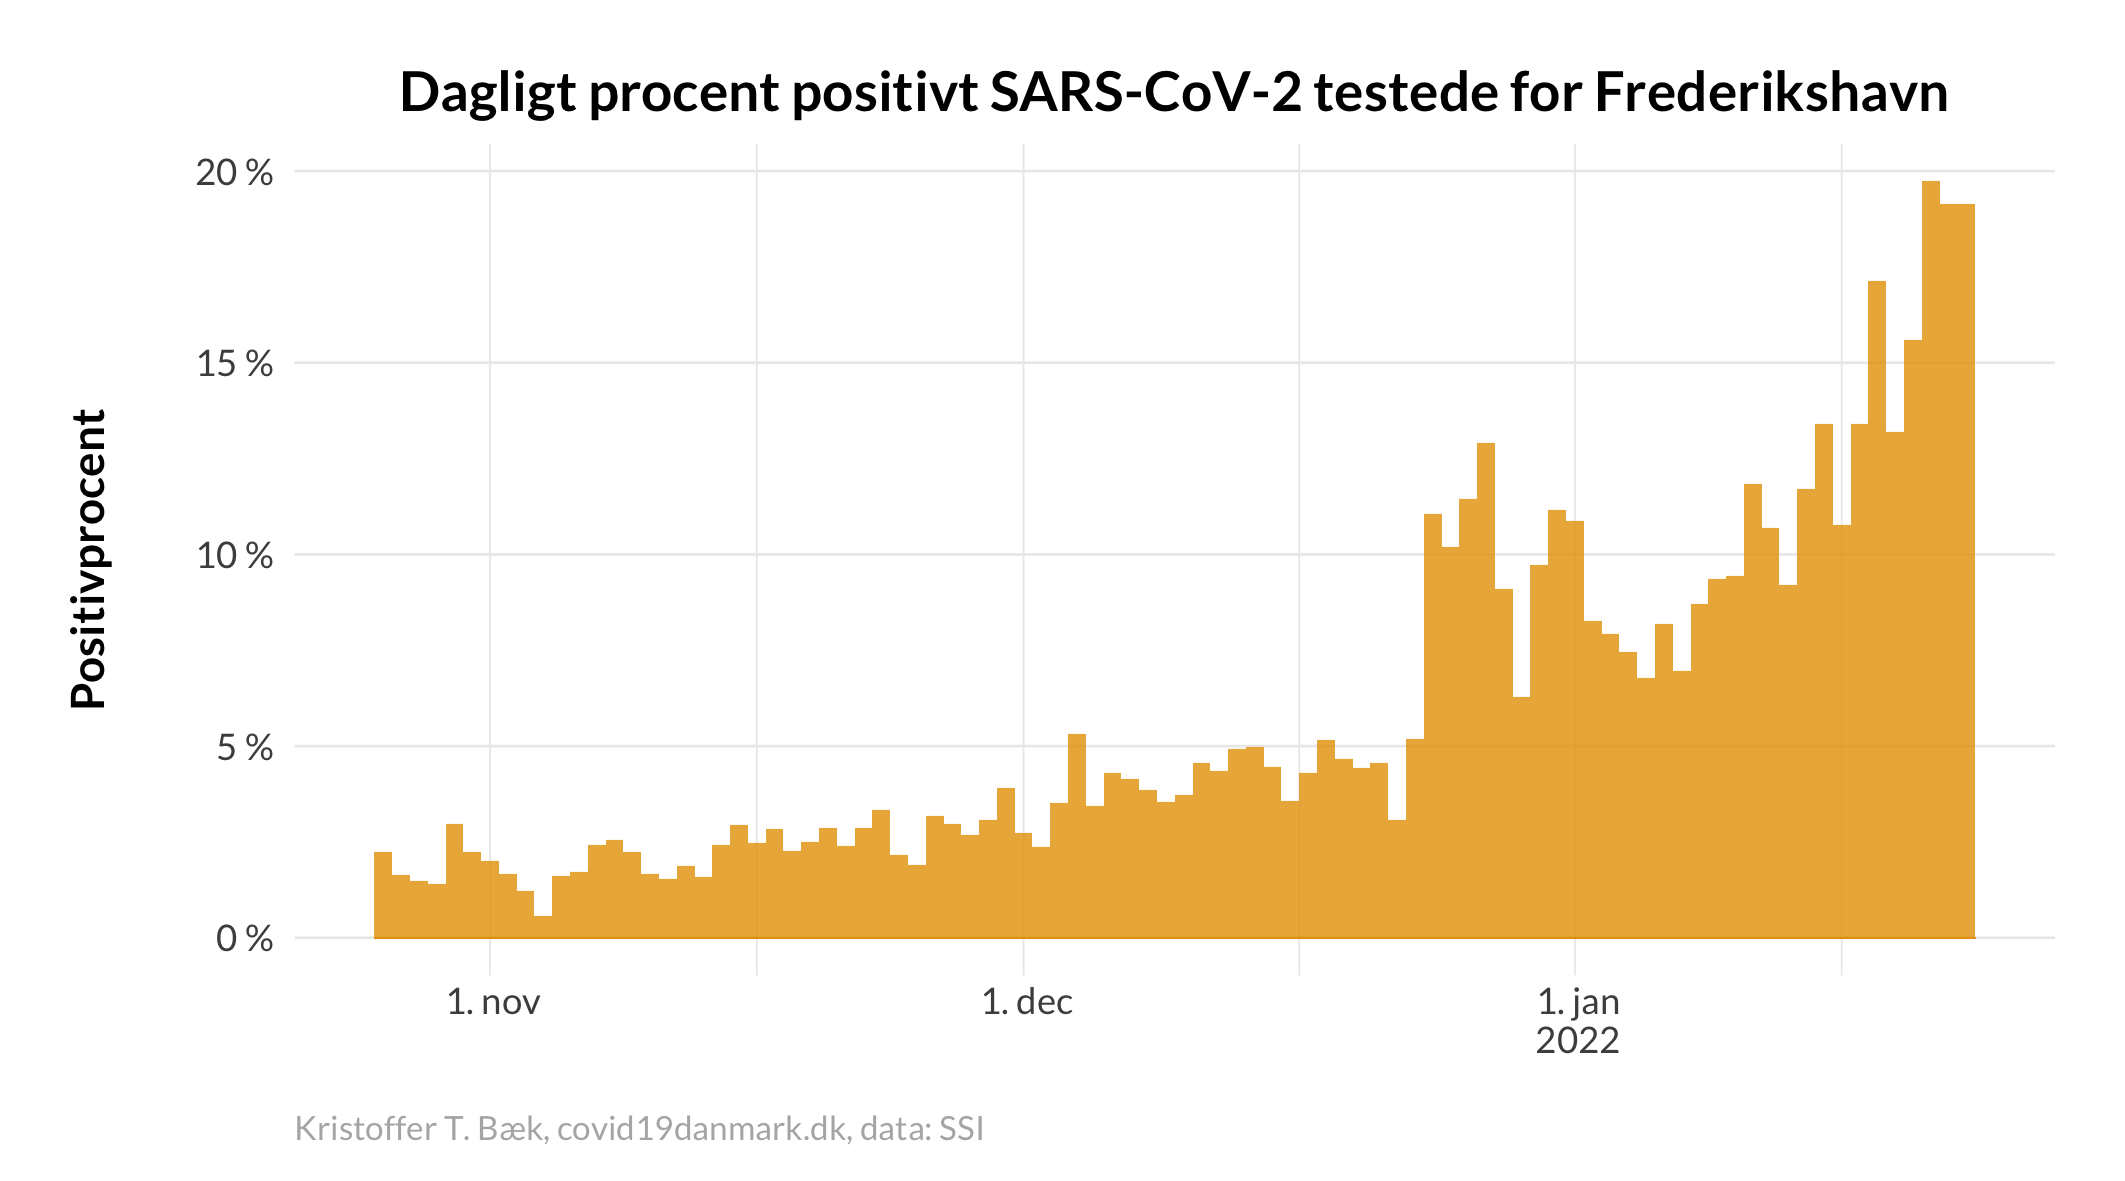 Dagligt procent positivt SARS-CoV-2 testede for Frederikshavn
Positivprocent
20 %
15 %
10 %
5 %
0 %
1. nov
1. dec
1. jan
2022
Kristoffer T. Bæk, covid19danmark.dk, data: SSI